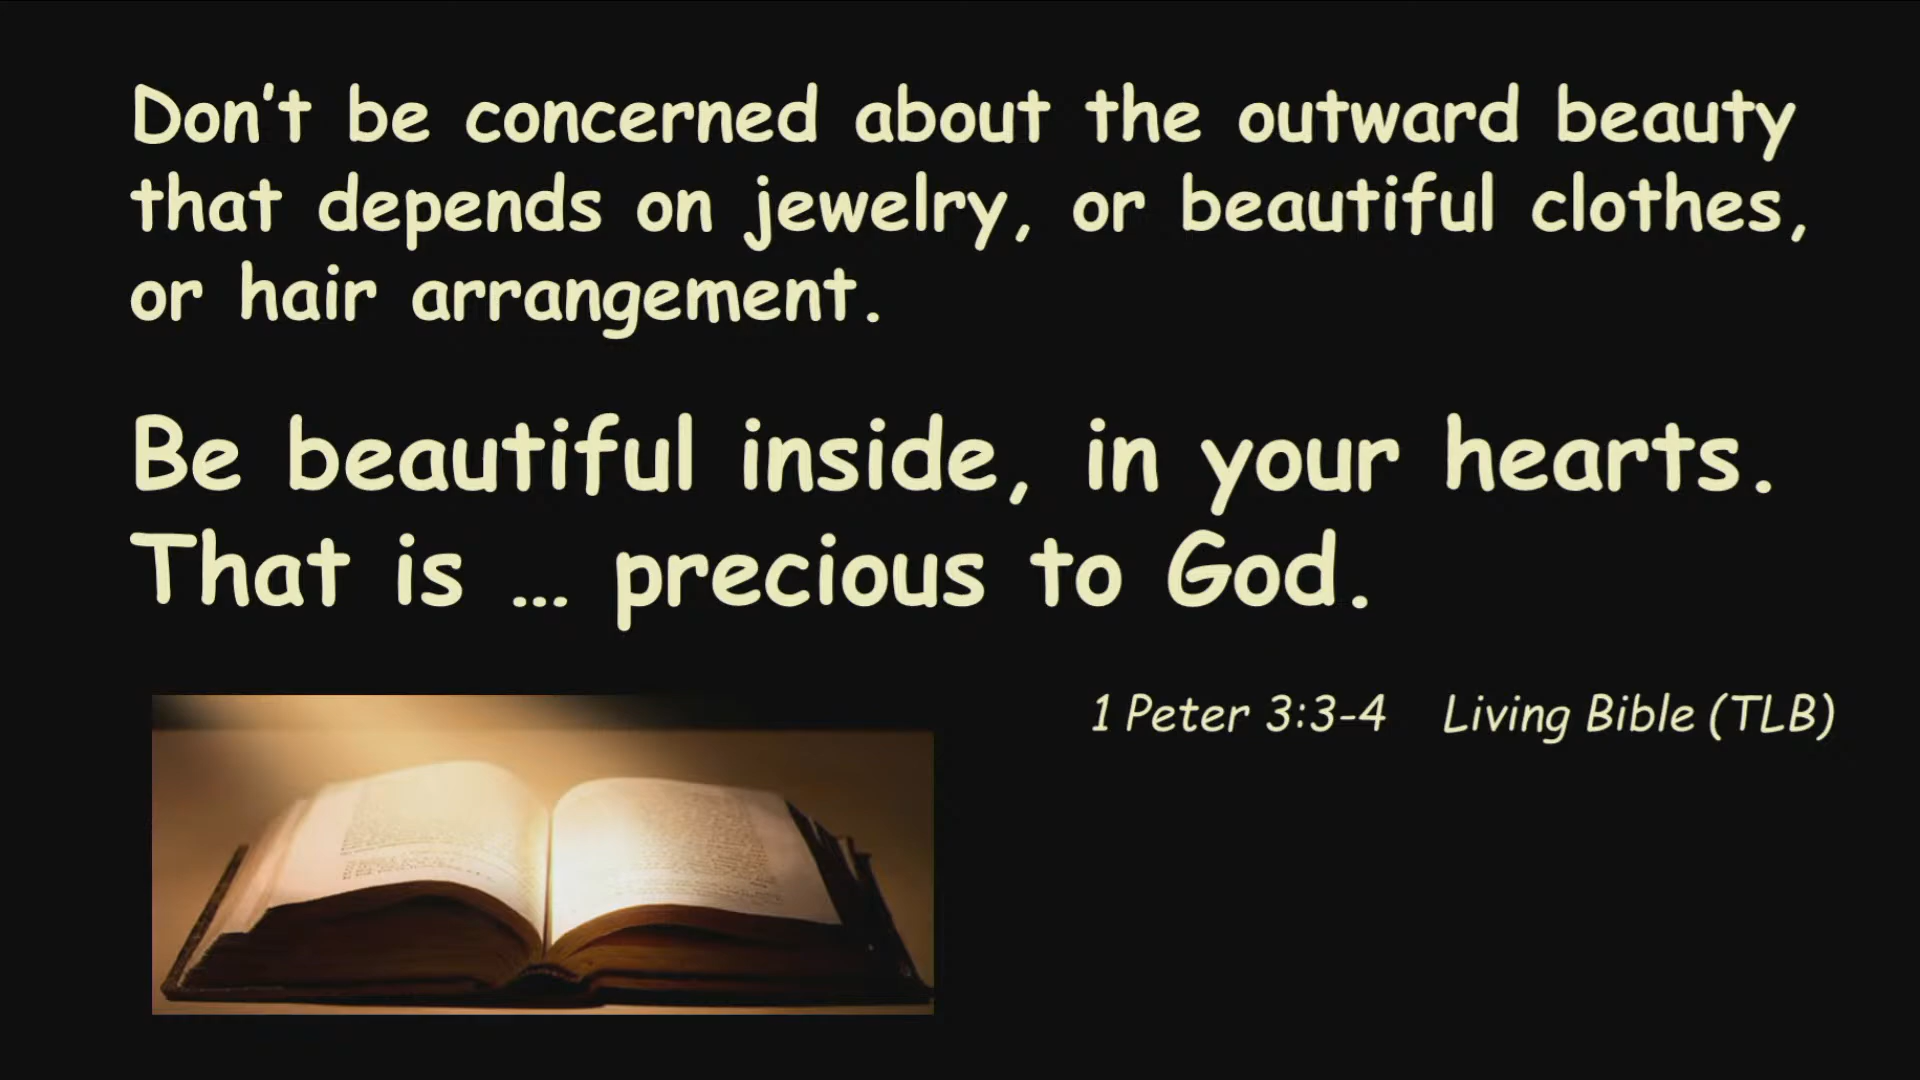 Don't be concerned about the outward beauty
that depends on jewelry, or beautiful clothes,
or hair arrangement.
Be beautiful inside, in your hearts.
That is … precious to God.
1 Peter 3:3-4 Living Bible (TLB)